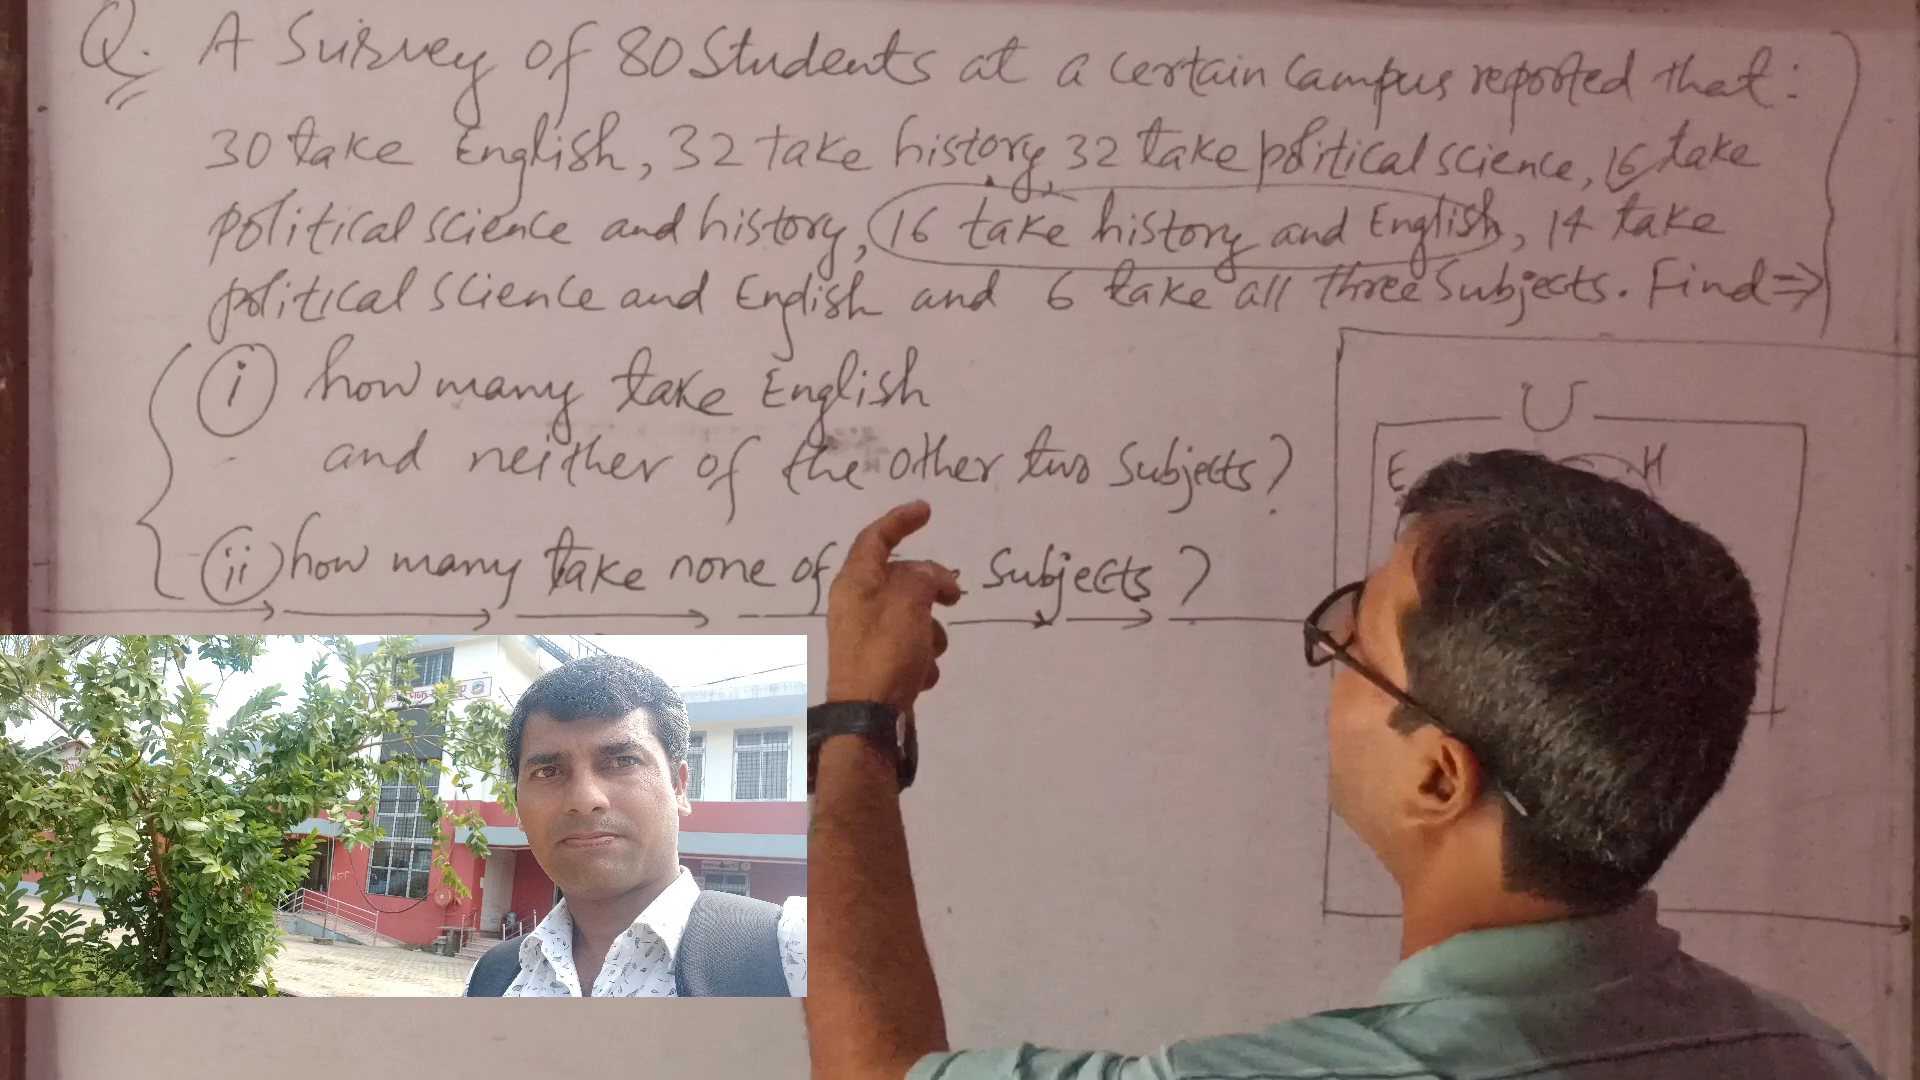 Q. A Survey of 80 Students at a certain Campus reported that:
30 take English, 32 take history, 32 take political science, 16 take
political science and history, 16 take history and English, 14 take
political science and English and 6 take all three Subjects. Find ⇒
(i) how many take English
and neither of the other two Subjects?
(ii) how many take none of Subjects?
U
E H